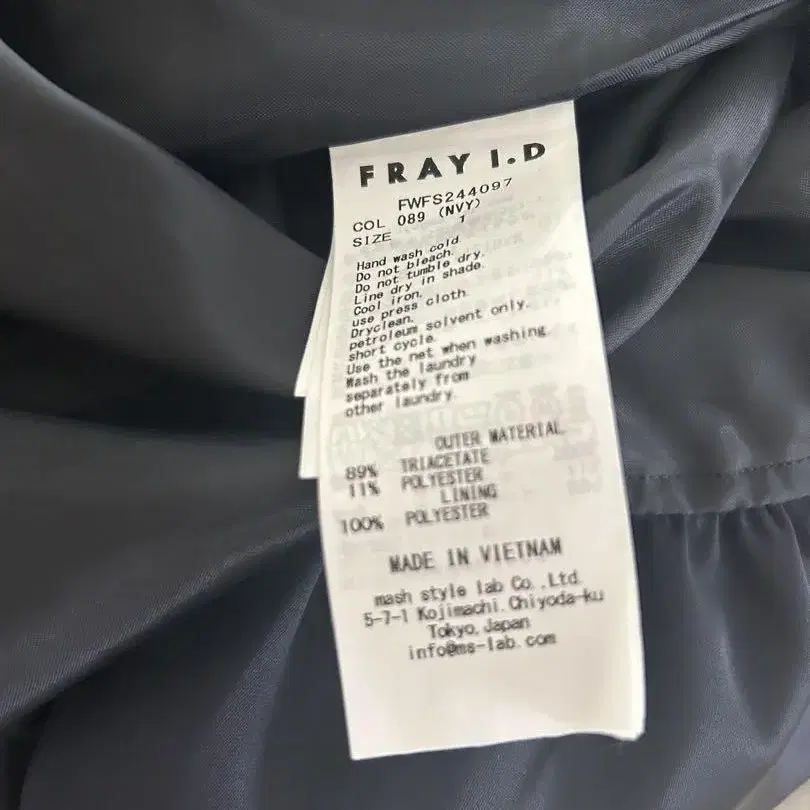 FRAY I.D
FWFS244097
COL 089 (NVY)
SIZE 1
Hand wash cold.
Do not bleach.
Do not tumble dry.
Line dry in shade.
Cool iron.
use press cloth.
Dryclean.
petroleum solvent only.
short cycle.
Use the net when washing
Wash the laundry
separately from
other laundry.
OUTER MATERIAL
89% TRIACETATE
11% POLYESTER
LINING
100% POLYESTER
MADE IN VIETNAM
mash style lab Co.,Ltd.
5-7-1 Kojimachi.Chiyoda-ku
Tokyo,Japan
info@ms-lab.com